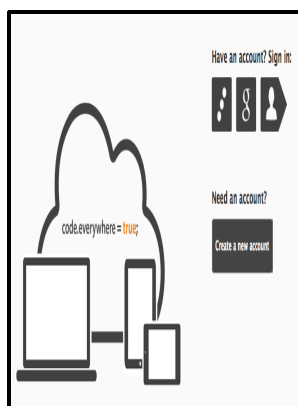 Have an account? Sign in:
g
code.everywhere = true;
Need an account?
Create a new account